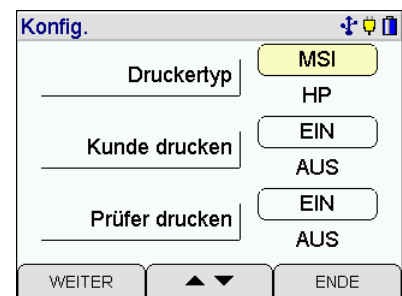 Konfig.
Druckertyp
MSI
HP
Kunde drucken
EIN
AUS
Prüfer drucken
EIN
AUS
WEITER
ENDE